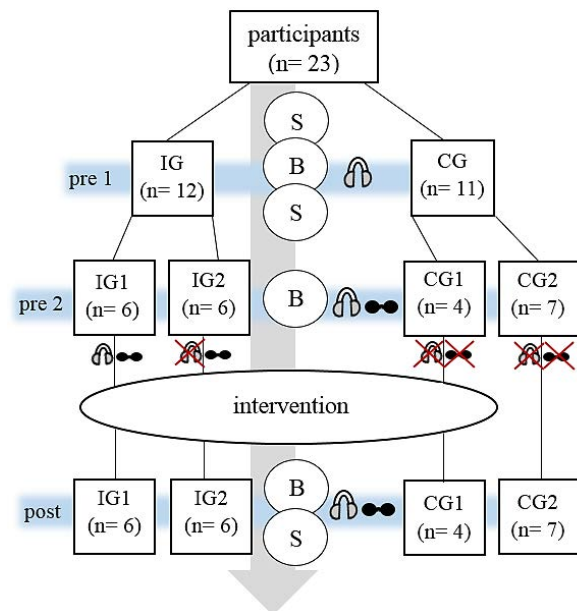 participants
(n= 23)
S
IG
(n= 12)
pre 1
B
CG
(n= 11)
S
IG1
(n= 6)
IG2
(n= 6)
pre 2
B
CG1
(n= 4)
CG2
(n= 7)
intervention
IG1
(n= 6)
IG2
(n= 6)
post
B
CG1
(n= 4)
CG2
(n= 7)
S